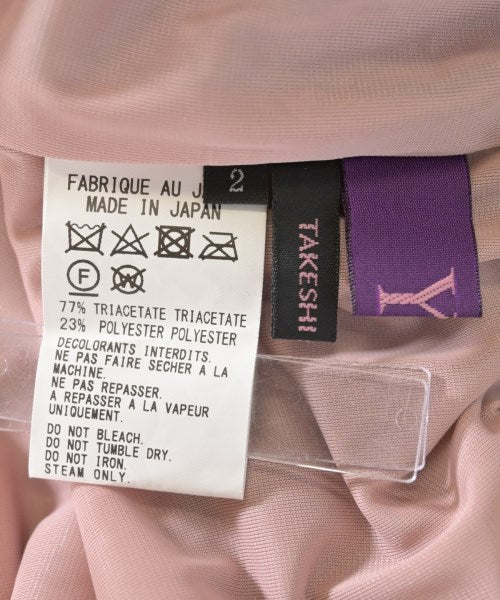 FABRIQUE AU J
MADE IN JAPAN
F W
77% TRIACETATE TRIACETATE
23% POLYESTER POLYESTER
DECOLORANTS INTERDITS.
NE PAS FAIRE SECHER A LA
MACHINE.
NE PAS REPASSER.
A REPASSER A LA VAPEUR
UNIQUEMENT.
DO NOT BLEACH.
DO NOT TUMBLE DRY.
DO NOT IRON.
STEAM ONLY.
2
TAKESHI
Y